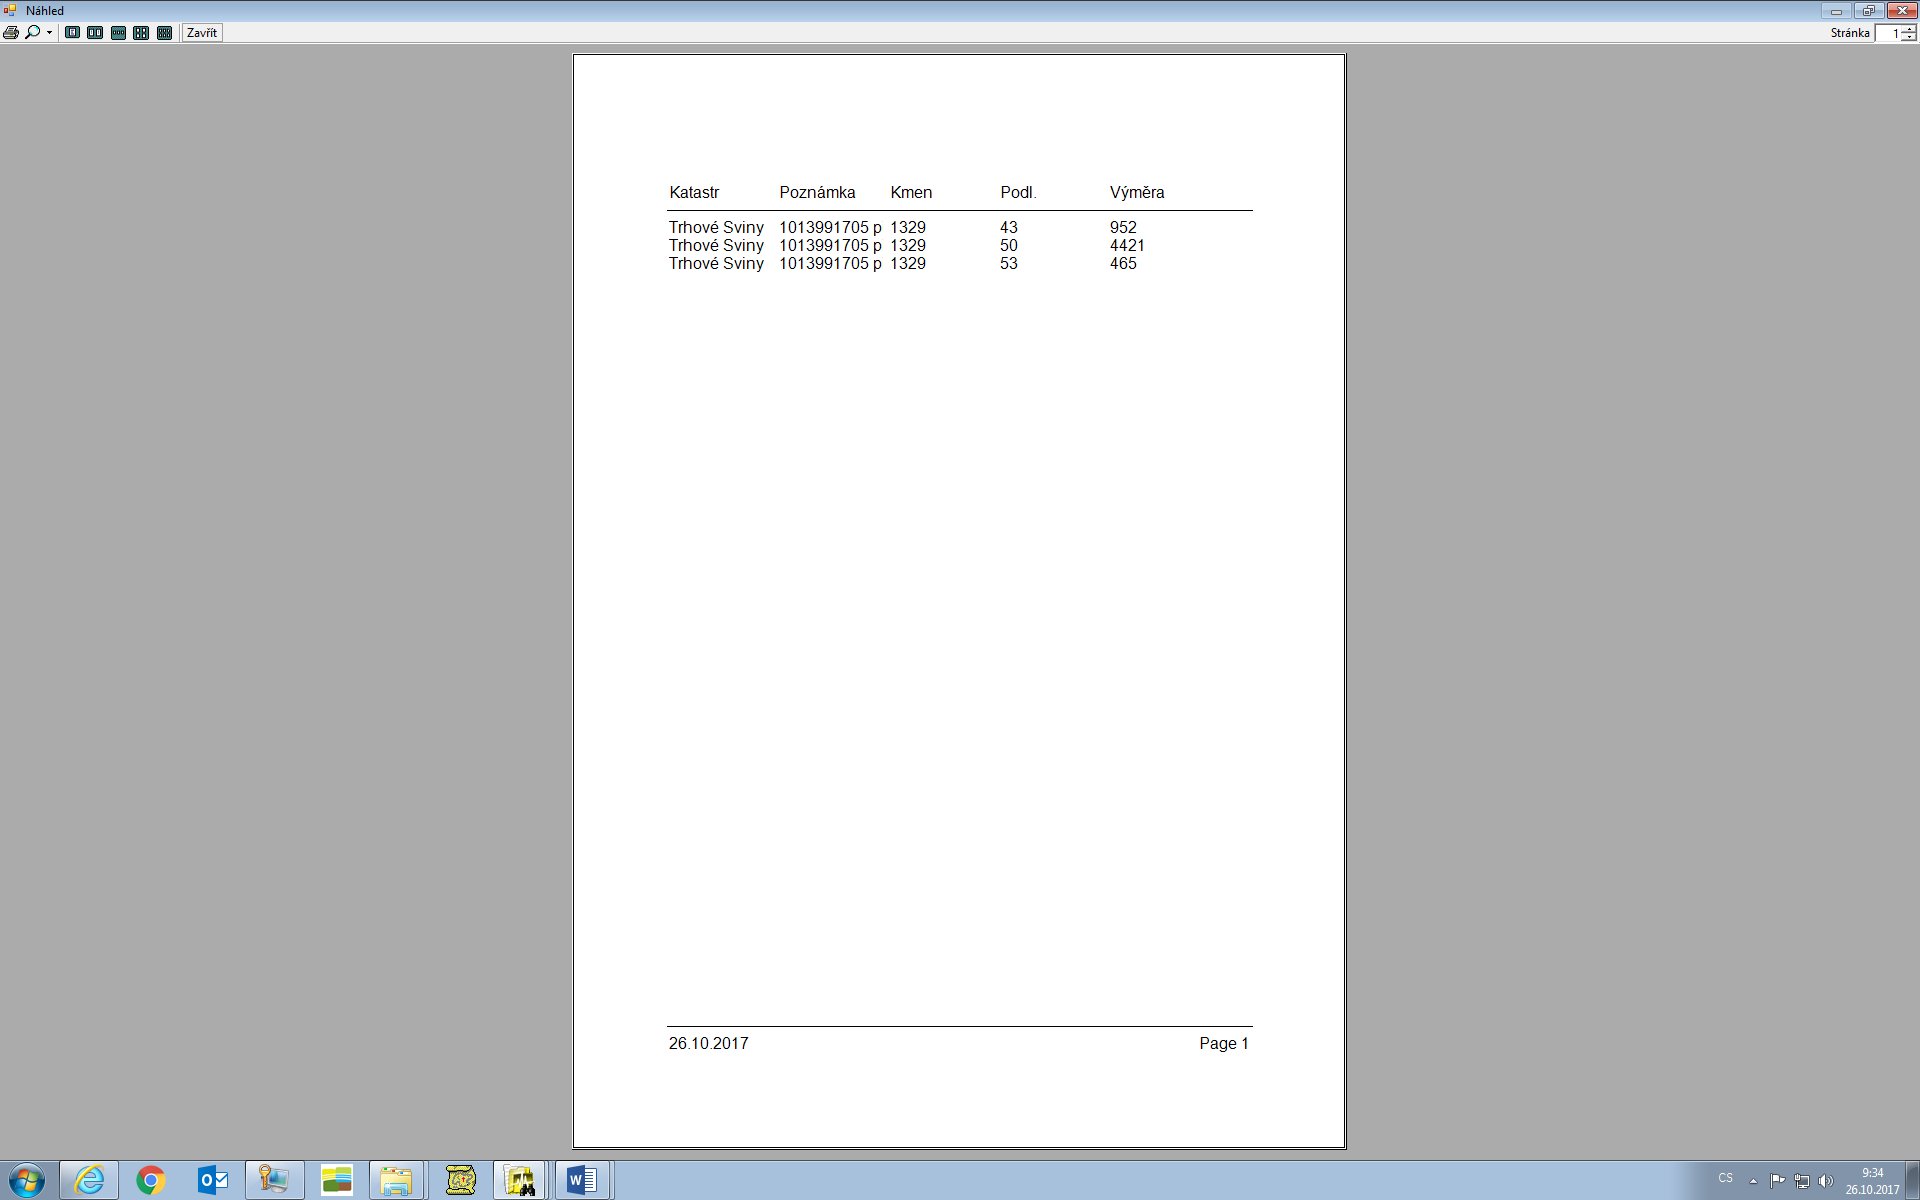 Náhled
Zavřít
Stránka 1
Katastr Poznámka Kmen Podl. Výměra
Trhové Sviny 1013991705 p 1329 43 952
Trhové Sviny 1013991705 p 1329 50 4421
Trhové Sviny 1013991705 p 1329 53 465
26.10.2017 Page 1
CS
9:34
26.10.2017